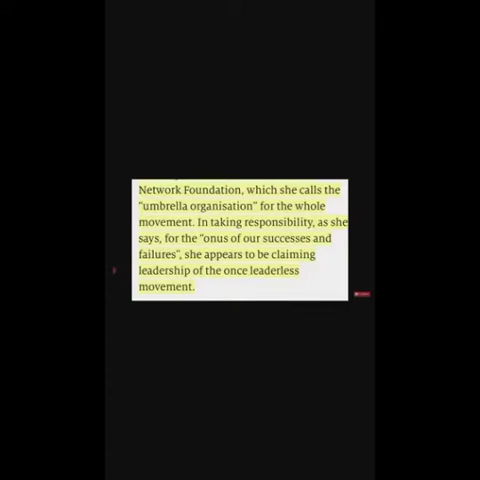 Network Foundation, which she calls the
"umbrella organisation" for the whole
movement. In taking responsibility, as she
says, for the "onus of our successes and
failures", she appears to be claiming
leadership of the once leaderless
movement.